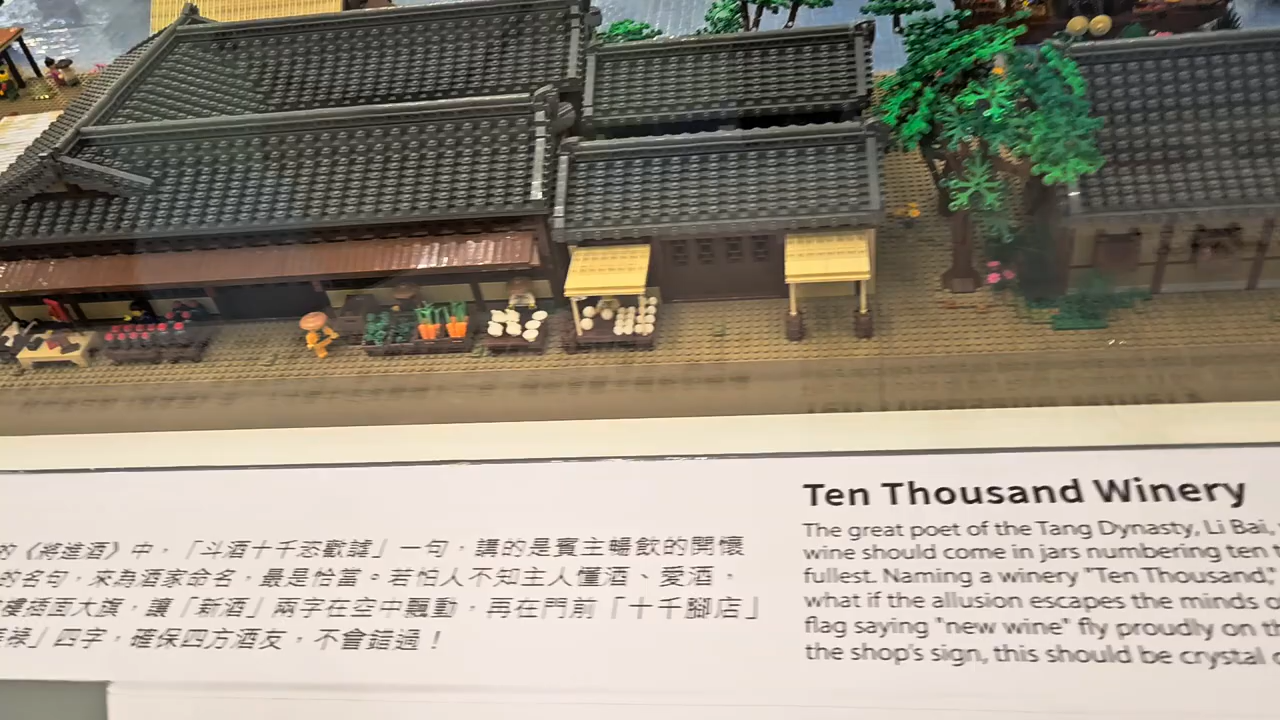 的《將進酒》中，「斗酒十千恣歡謔」一句，講的是賓主暢飲的開懷
的名句，來為酒家命名，最是恰當。若怕人不知主人懂酒、愛酒，
樓插面大旗，讓「新酒」兩字在空中飄動，再在門前「十千腳店」
祿」四字，確保四方酒友，不會錯過！
Ten Thousand Winery
The great poet of the Tang Dynasty, Li Bai,
wine should come in jars numbering ten
fullest. Naming a winery "Ten Thousand,"
what if the allusion escapes the minds
flag saying "new wine" fly proudly on
the shop's sign, this should be crystal